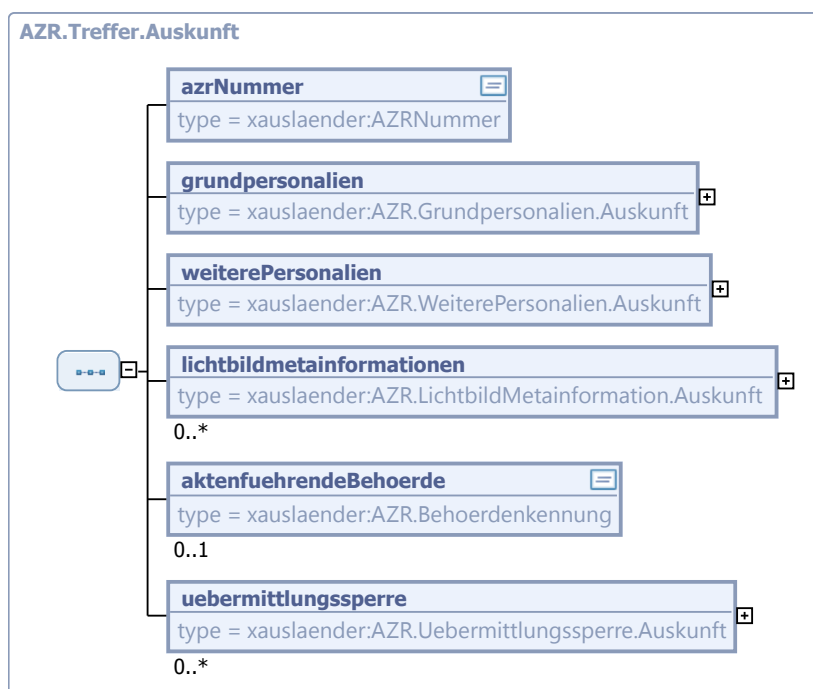 AZR.Treffer.Auskunft
azrNummer
type = xauslaender:AZRNummer
grundpersonalien
type = xauslaender:AZR.Grundpersonalien.Auskunft
weiterePersonalien
type = xauslaender:AZR.WeiterePersonalien.Auskunft
lichtbildmetainformationen
type = xauslaender:AZR.LichtbildMetainformation.Auskunft
0..*
aktenfuehrendeBehoerde
type = xauslaender:AZR.Behoerdenkennung
0..1
uebermittlungssperre
type = xauslaender:AZR.Uebermittlungssperre.Auskunft
0..*